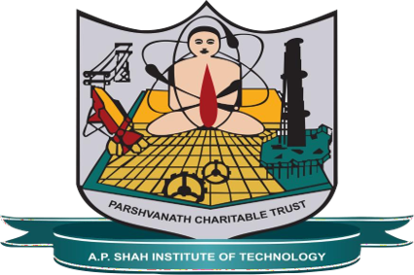 PARSHVANATH CHARITABLE TRUST
A.P. SHAH INSTITUTE OF TECHNOLOGY